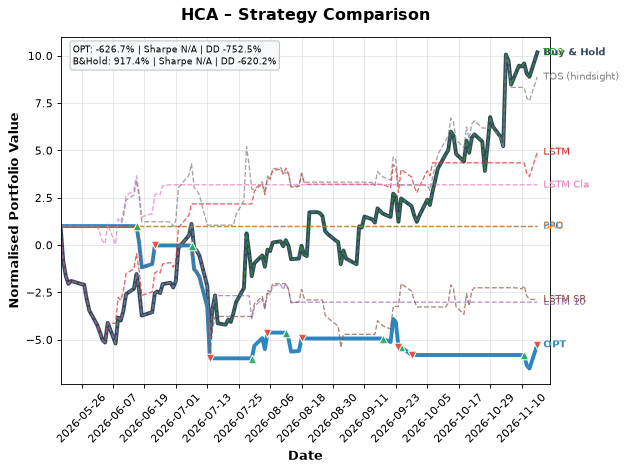 HCA – Strategy Comparison
OPT: -626.7% | Sharpe N/A | DD -752.5%
B&Hold: 917.4% | Sharpe N/A | DD -620.2%
Buy & Hold
TOS (hindsight)
LSTM
LSTM Cla
LSTM SR
OPT
Normalised Portfolio Value
10.0
7.5
5.0
2.5
0.0
−2.5
−5.0
2026-05-26
2026-06-07
2026-06-19
2026-07-01
2026-07-13
2026-07-25
2026-08-06
2026-08-18
2026-08-30
2026-09-11
2026-09-23
2026-10-05
2026-10-17
2026-10-29
2026-11-10
Date